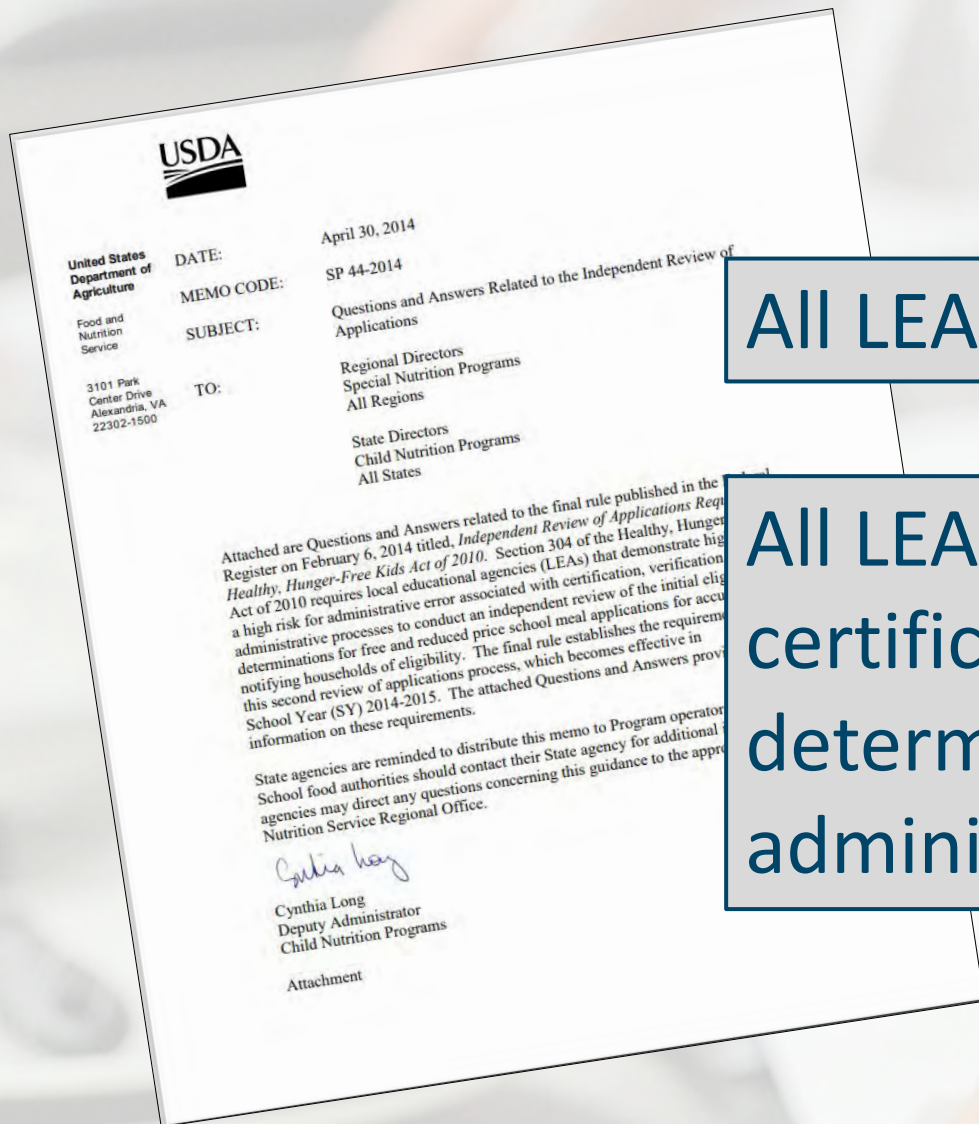 USDA
United States
Department of
Agriculture
Food and
Nutrition
Service
3101 Park
Center Drive
Alexandria, VA
22302-1500
DATE: April 30, 2014
MEMO CODE: SP 44-2014
SUBJECT: Questions and Answers Related to the Independent Review of
Applications
TO: Regional Directors
Special Nutrition Programs
All Regions
State Directors
Child Nutrition Programs
All States
Attached are Questions and Answers related to the final rule published in the
Register on February 6, 2014 titled, Independent Review of Applications
Healthy, Hunger-Free Kids Act of 2010. Section 304 of the Healthy, Hunger
Act of 2010 requires local educational agencies (LEAs) that demonstrate
a high risk for administrative error associated with certification, verification
administrative processes to conduct an independent review of the initial
determinations for free and reduced price school meal applications for
notifying households of eligibility. The final rule establishes the
this second review of applications process, which becomes effective in
School Year (SY) 2014-2015. The attached Questions and Answers
information on these requirements.
State agencies are reminded to distribute this memo to Program operator
School food authorities should contact their State agency for additional
agencies may direct any questions concerning this guidance to the
Nutrition Service Regional Office.
Cynthia Long
Cynthia Long
Deputy Administrator
Child Nutrition Programs
Attachment
All LEA
All LEA
certific
determ
admini